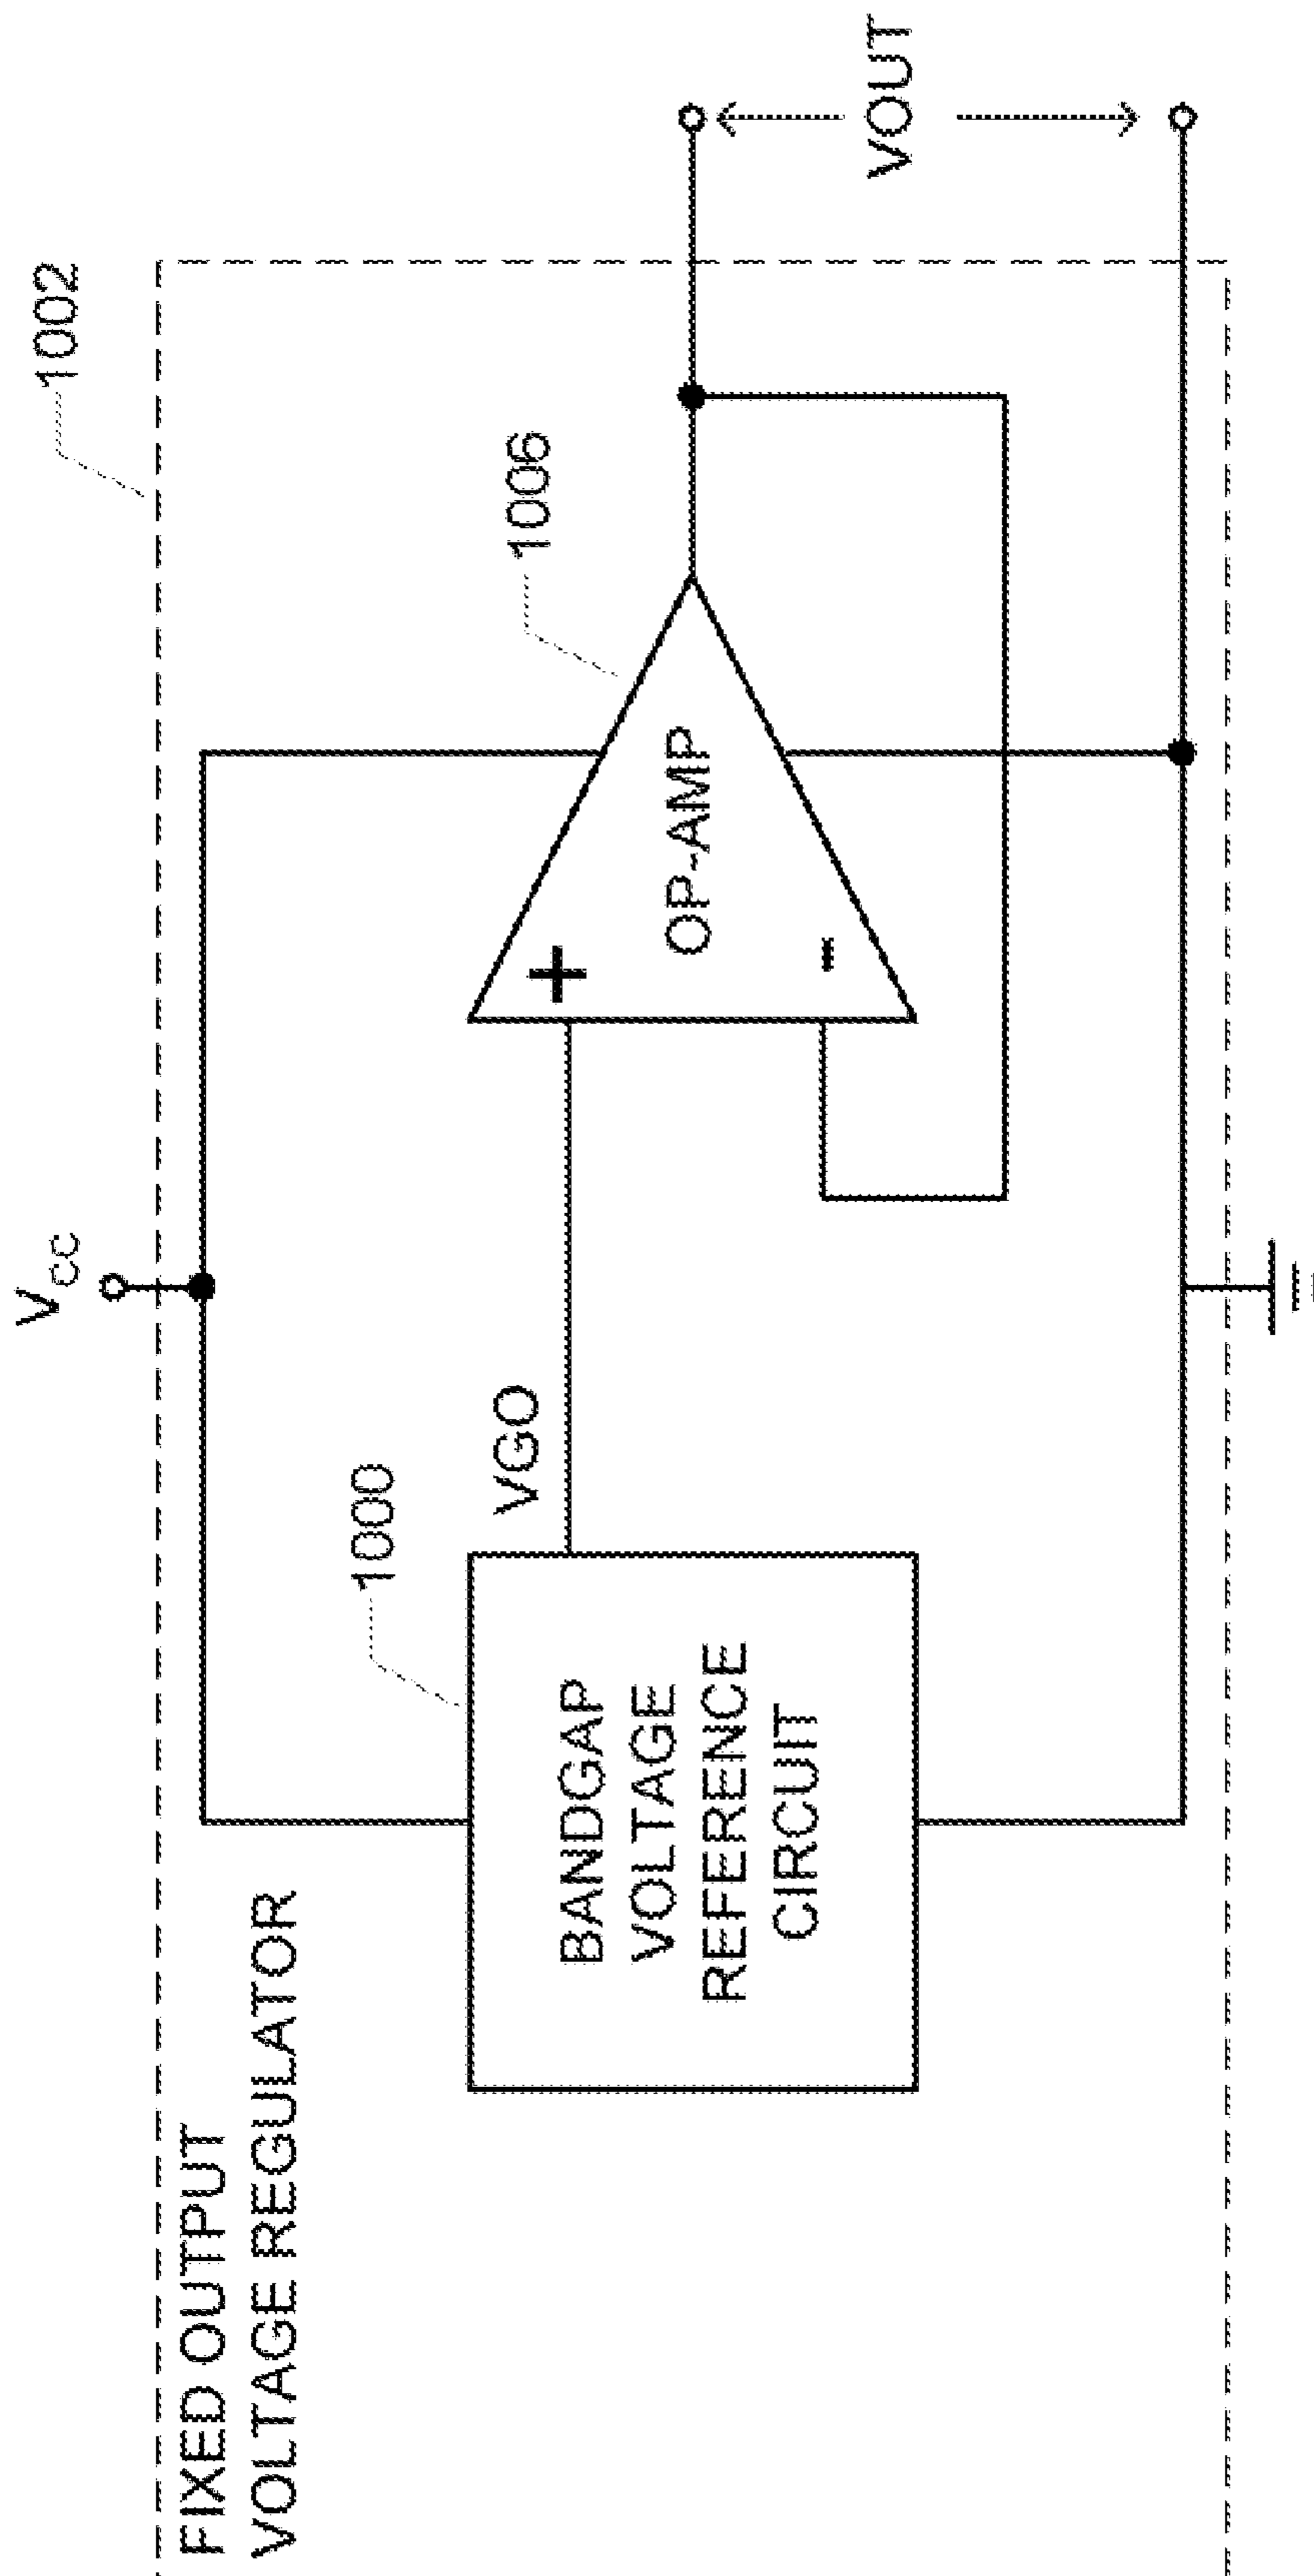 FIXED OUTPUT
VOLTAGE REGULATOR
Vcc
1002
1000
BANDGAP
VOLTAGE
REFERENCE
CIRCUIT
VGO
+
-
OP-AMP
1006
VOUT